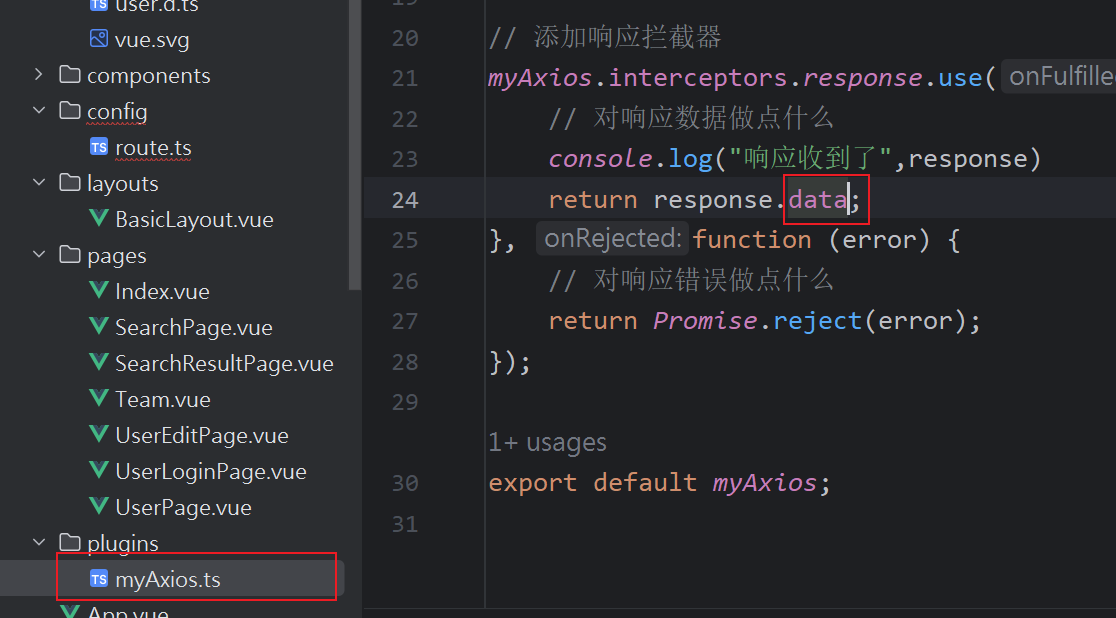 user.d.ts
vue.svg
components
config
route.ts
layouts
BasicLayout.vue
pages
Index.vue
SearchPage.vue
SearchResultPage.vue
Team.vue
UserEditPage.vue
UserLoginPage.vue
UserPage.vue
plugins
myAxios.ts
App.vue
19
20 // 添加响应拦截器
21 myAxios.interceptors.response.use( onFulfille
22 // 对响应数据做点什么
23 console.log("响应收到了",response)
24 return response.data;
25 }, onRejected: function (error) {
26 // 对响应错误做点什么
27 return Promise.reject(error);
28 });
29
1+ usages
30 export default myAxios;
31